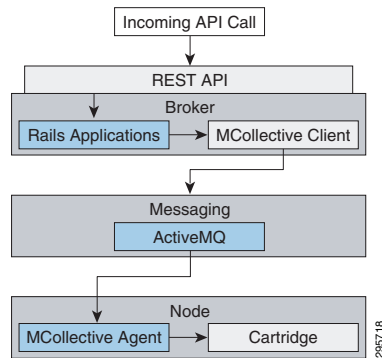 Incoming API Call
REST API
Broker
Rails Applications
MCollective Client
Messaging
ActiveMQ
Node
MCollective Agent
Cartridge
295718